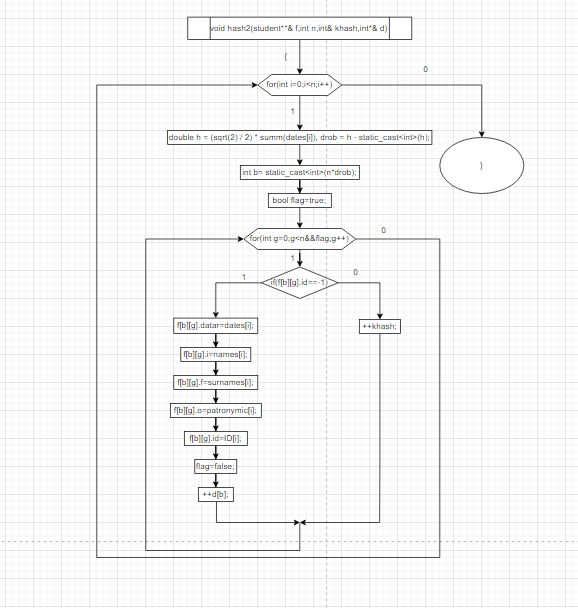 void hash2(student**& f,int n,int& khash,int*& d)
{
0
for(int i=0;i<n;i++)
1
double h = (sqrt(2) / 2) * summ(dates[i]), drob = h - static_cast<int>(h);
}
int b= static_cast<int>(n*drob);
bool flag=true;
0
for(int g=0;g<n&&flag;g++)
1
1
0
if(f[b][g].id==-1)
f[b][g].datar=dates[i];
++khash;
f[b][g].i=names[i];
f[b][g].f=surnames[i];
f[b][g].o=patronymic[i];
f[b][g].id=ID[i];
flag=false;
++d[b];